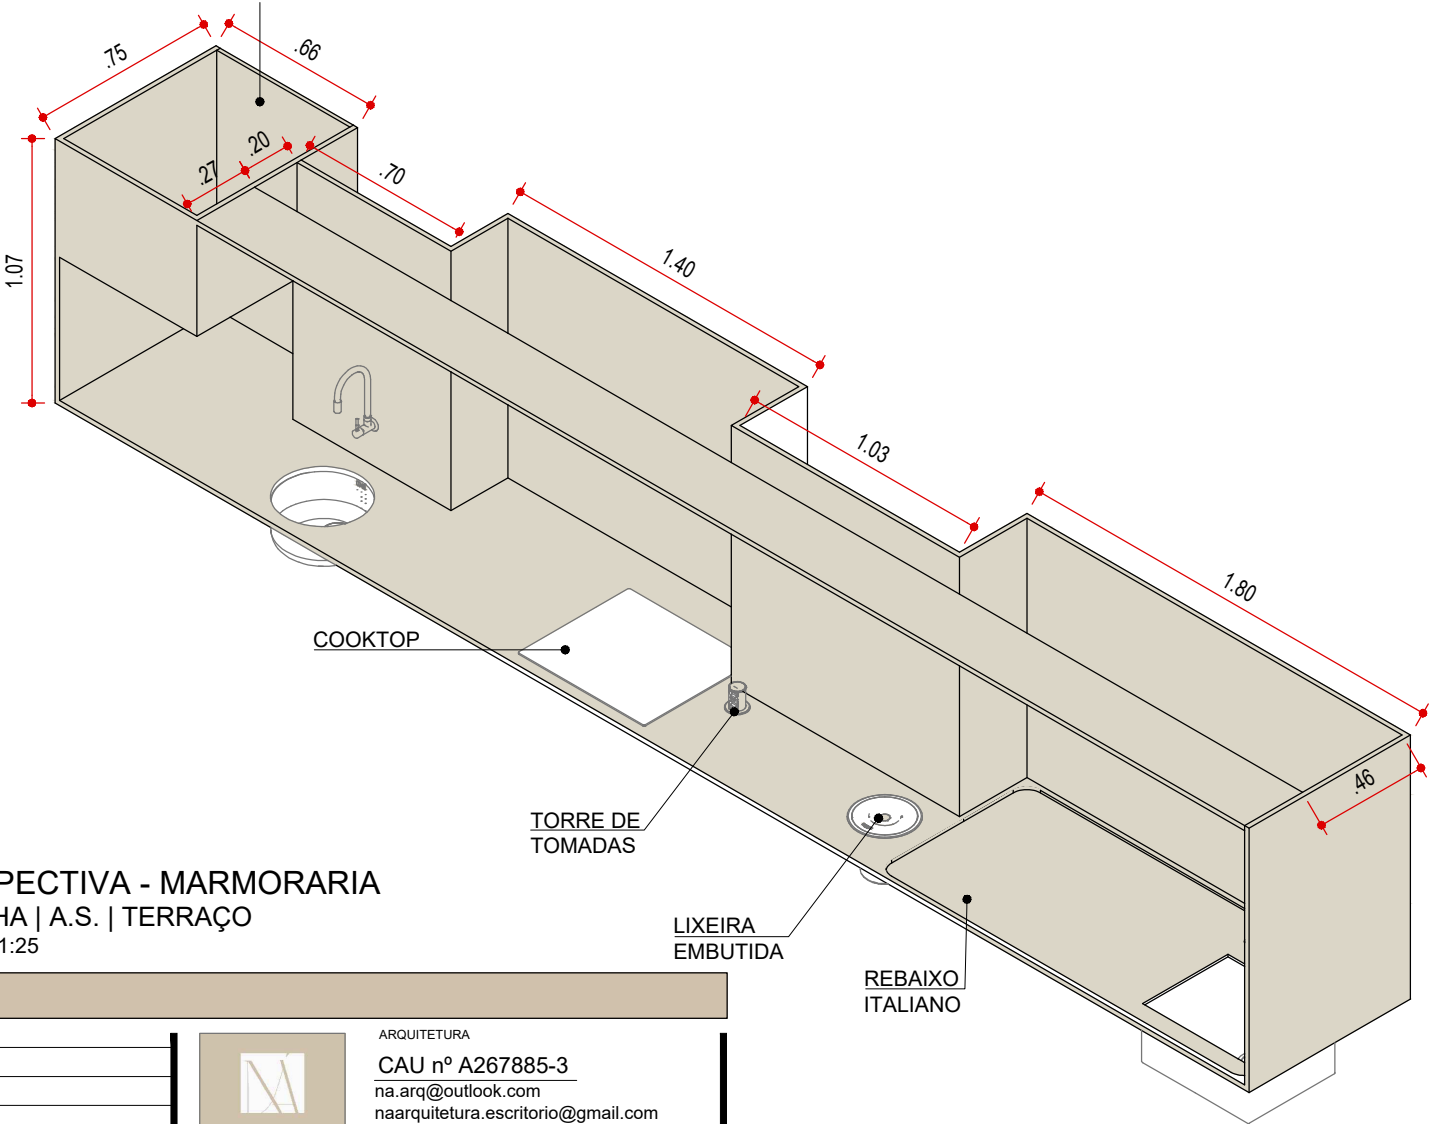 .75
.66
.27
.20
.70
1.07
1.40
1.03
1.80
.46
COOKTOP
TORRE DE
TOMADAS
LIXEIRA
EMBUTIDA
REBAIXO
ITALIANO
PECTIVA - MARMORARIA
HA | A.S. | TERRAÇO
1:25
ARQUITETURA
CAU nº A267885-3
na.arq@outlook.com
naarquitetura.escritorio@gmail.com
NA